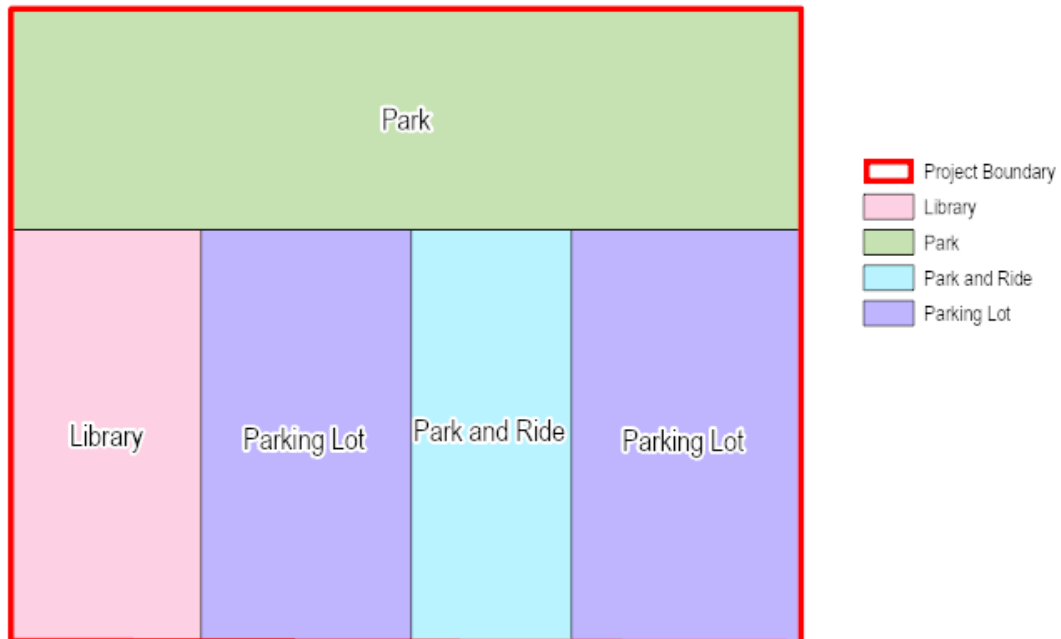 Park
Library
Parking Lot
Park and Ride
Parking Lot
Project Boundary
Library
Park
Park and Ride
Parking Lot